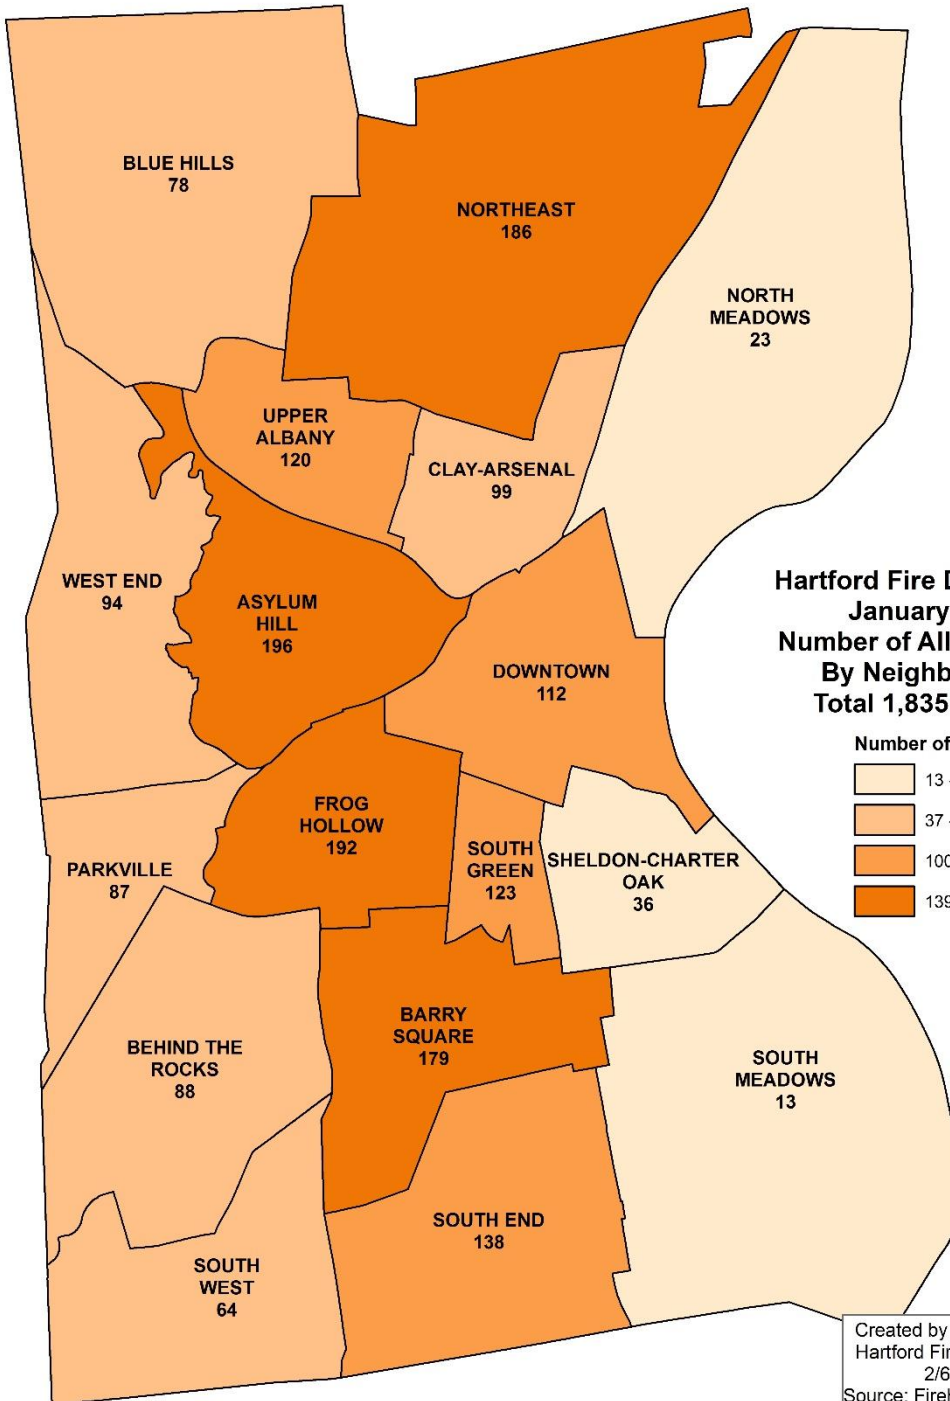 BLUE HILLS
78
NORTHEAST
186
NORTH
MEADOWS
23
UPPER
ALBANY
120
CLAY-ARSENAL
99
WEST END
94
ASYLUM
HILL
196
DOWNTOWN
112
Hartford Fire
January
Number of All
By
Total 1,835
Number of
13
37
100
139
FROG
HOLLOW
192
SOUTH
GREEN
123
SHELDON-CHARTER
OAK
36
PARKVILLE
87
BARRY
SQUARE
179
BEHIND THE
ROCKS
88
SOUTH
MEADOWS
13
SOUTH END
138
SOUTH
WEST
64
Created by
Hartford
2/6
Source: